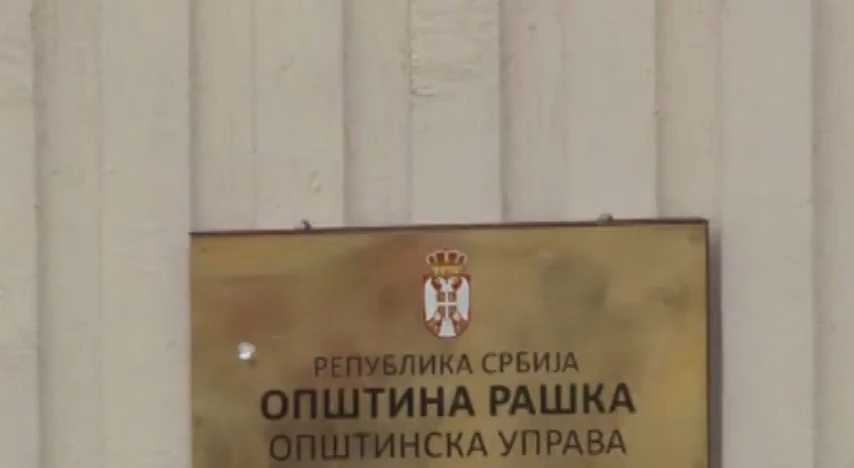 РЕПУБЛИКА СРБИЈА
ОПШТИНА РАШКА
ОПШТИНСКА УПРАВА